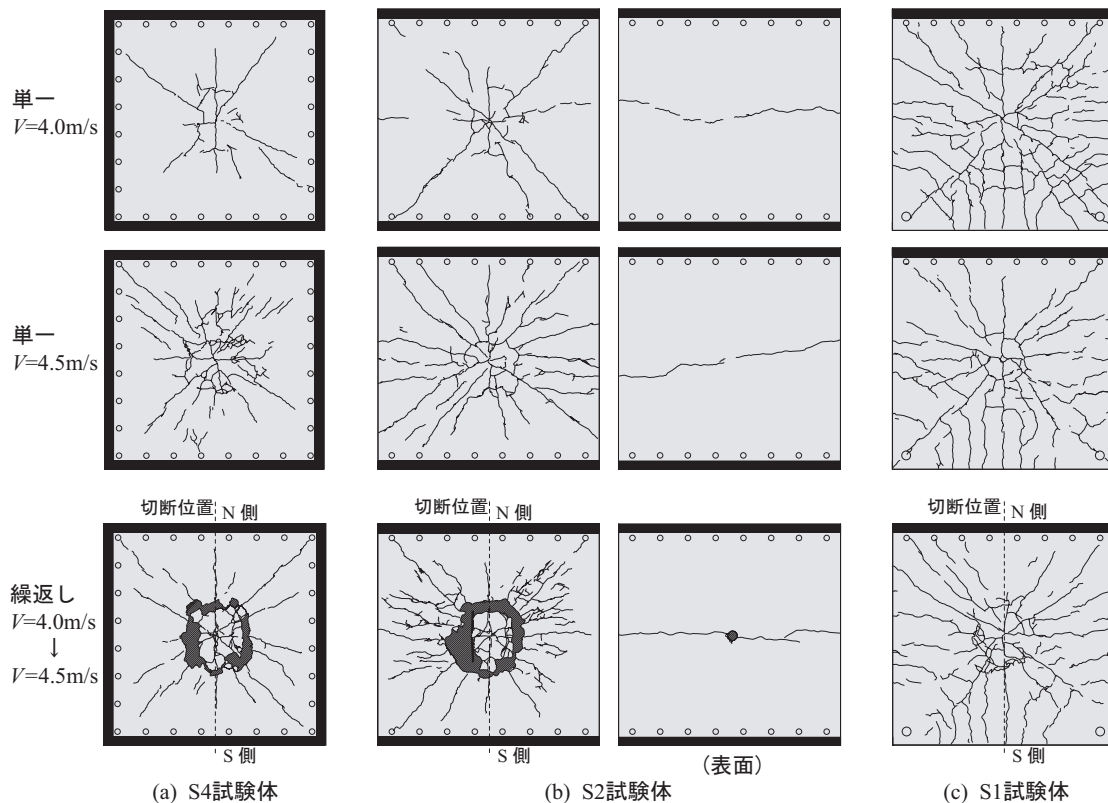 単一
V=4.0m/s
単一
V=4.5m/s
切断位置 N 側
切断位置 N 側
切断位置 N 側
繰返し
V=4.0m/s
↓
V=4.5m/s
S 側
S 側
(表面)
S 側
(a) S4試験体
(b) S2試験体
(c) S1試験体